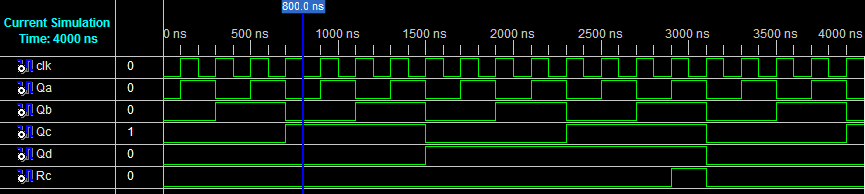 800.0 ns
Current Simulation
Time: 4000 ns
0 ns 500 ns 1000 ns 1500 ns 2000 ns 2500 ns 3000 ns 3500 ns 4000 ns
clk 0
Qa 0
Qb 0
Qc 1
Qd 0
Rc 0